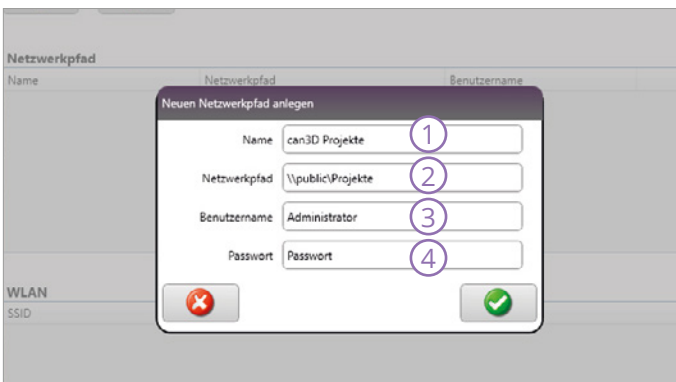 Netzwerkpfad
Name Netzwerkpfad Benutzername
Neuen Netzwerkpfad anlegen
Name can3D Projekte 1
Netzwerkpfad \\public\Projekte 2
Benutzername Administrator 3
Passwort Passwort 4
WLAN
SSID